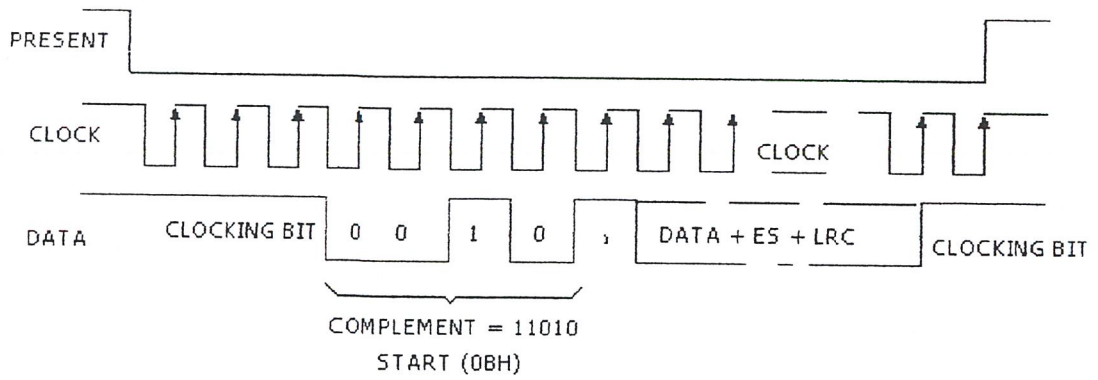 PRESENT
CLOCK
CLOCK
DATA
CLOCKING BIT
0 0 1 0
DATA + ES + LRC
CLOCKING BIT
COMPLEMENT = 11010
START (0BH)